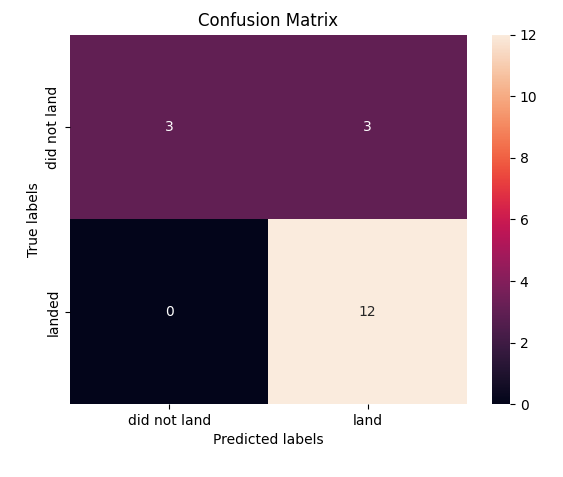 Confusion Matrix
True labels
did not land
landed
3
3
0
12
did not land
land
Predicted labels
12
10
8
6
4
2
0